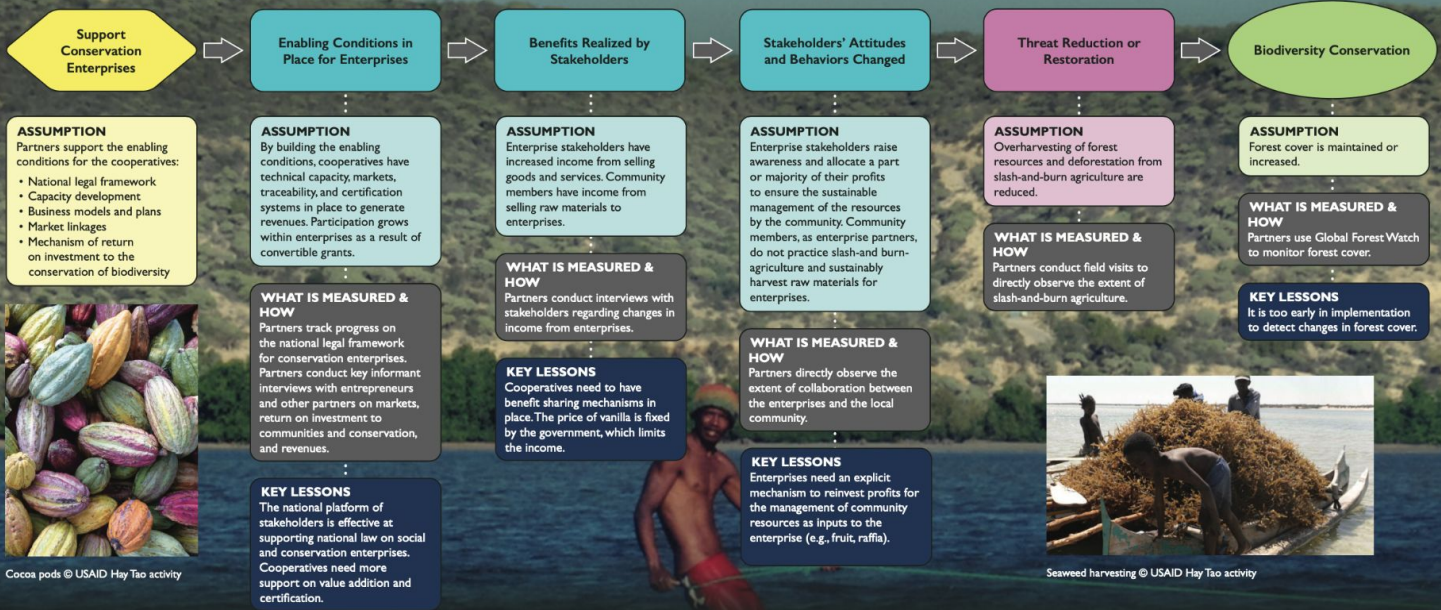 Support
Conservation
Enterprises
Enabling Conditions in
Place for Enterprises
Benefits Realized by
Stakeholders
Stakeholders' Attitudes
and Behaviors Changed
Threat Reduction or
Restoration
Biodiversity Conservation
ASSUMPTION
Partners support the enabling
conditions for the cooperatives:
• National legal framework
• Capacity development
• Business models and plans
• Market linkages
• Mechanism of return
on investment to the
conservation of biodiversity
Cocoa pods © USAID Hay Tao activity
ASSUMPTION
By building the enabling
conditions, cooperatives have
technical capacity, markets,
traceability, and certification
systems in place to generate
revenues. Participation grows
within enterprises as a result of
convertible grants.
WHAT IS MEASURED &
HOW
Partners track progress on
the national legal framework
for conservation enterprises.
Partners conduct key informant
interviews with entrepreneurs
and other partners on markets,
return on investment to
communities and conservation,
and revenues.
KEY LESSONS
The national platform of
stakeholders is effective at
supporting national law on social
and conservation enterprises.
Cooperatives need more
support on value addition and
certification.
ASSUMPTION
Enterprise stakeholders have
increased income from selling
goods and services. Community
members have income from
selling raw materials to
enterprises.
WHAT IS MEASURED &
HOW
Partners conduct interviews with
stakeholders regarding changes in
income from enterprises.
KEY LESSONS
Cooperatives need to have
benefit sharing mechanisms in
place. The price of vanilla is fixed
by the government, which limits
the income.
ASSUMPTION
Enterprise stakeholders raise
awareness and allocate a part
or majority of their profits
to ensure the sustainable
management of the resources
by the community. Community
members, as enterprise partners,
do not practice slash-and burn-
agriculture and sustainably
harvest raw materials for
enterprises.
WHAT IS MEASURED &
HOW
Partners directly observe the
extent of collaboration between
the enterprises and the local
community.
KEY LESSONS
Enterprises need an explicit
mechanism to reinvest profits for
the management of community
resources as inputs to the
enterprise (e.g., fruit, raffia).
ASSUMPTION
Overharvesting of forest
resources and deforestation from
slash-and-burn agriculture are
reduced.
WHAT IS MEASURED &
HOW
Partners conduct field visits to
directly observe the extent of
slash-and-burn agriculture.
ASSUMPTION
Forest cover is maintained or
increased.
WHAT IS MEASURED &
HOW
Partners use Global Forest Watch
to monitor forest cover.
KEY LESSONS
It is too early in implementation
to detect changes in forest cover.
Seaweed harvesting © USAID Hay Tao activity